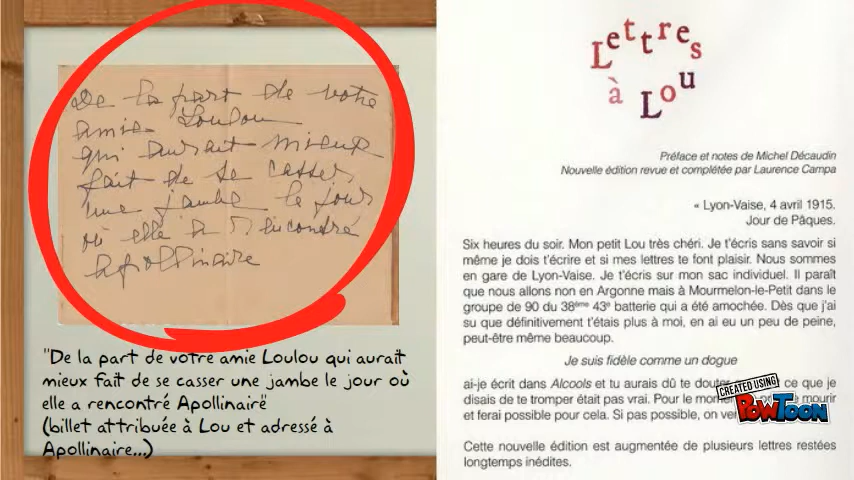 De la part de votre
amie Loulou
qui aurait mieux
fait de se casser
une jambe le jour
où elle a rencontré
Apollinaire
"De la part de votre amie Loulou qui aurait
mieux fait de se casser une jambe le jour où
elle a rencontré Apollinaire"
(billet attribuée à Lou et adressé à
Apollinaire...)
Lettres
à Lou
Préface et notes de Michel Décaudin
Nouvelle édition revue et complétée par Laurence Campa
« Lyon-Vaise, 4 avril 1915.
Jour de Pâques.
Six heures du soir. Mon petit Lou très chéri. Je t'écris sans savoir si
même je dois t'écrire et si mes lettres te font plaisir. Nous sommes
en gare de Lyon-Vaise. Je t'écris sur mon sac individuel. Il paraît
que nous allons non en Argonne mais à Mourmelon-le-Petit dans le
groupe de 90 du 38ème 43e batterie qui a été amochée. Dès que j'ai
su que définitivement t'étais plus à moi, en ai eu un peu de peine,
peut-être même beaucoup.
Je suis fidèle comme un dogue
ai-je écrit dans Alcools et tu aurais dû te douter ce que je
disais de te tromper était pas vrai. Pour le mourir
et ferai possible pour cela. Si pas possible, on
Cette nouvelle édition est augmentée de plusieurs lettres restées
longtemps inédites.
CREATED USING
POWTOON